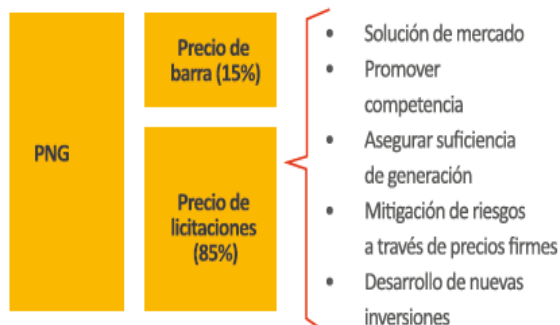 PNG
Precio de
barra (15%)
Precio de
licitaciones
(85%)
• Solución de mercado
• Promover
competencia
• Asegurar suficiencia
de generación
• Mitigación de riesgos
a través de precios firmes
• Desarrollo de nuevas
inversiones